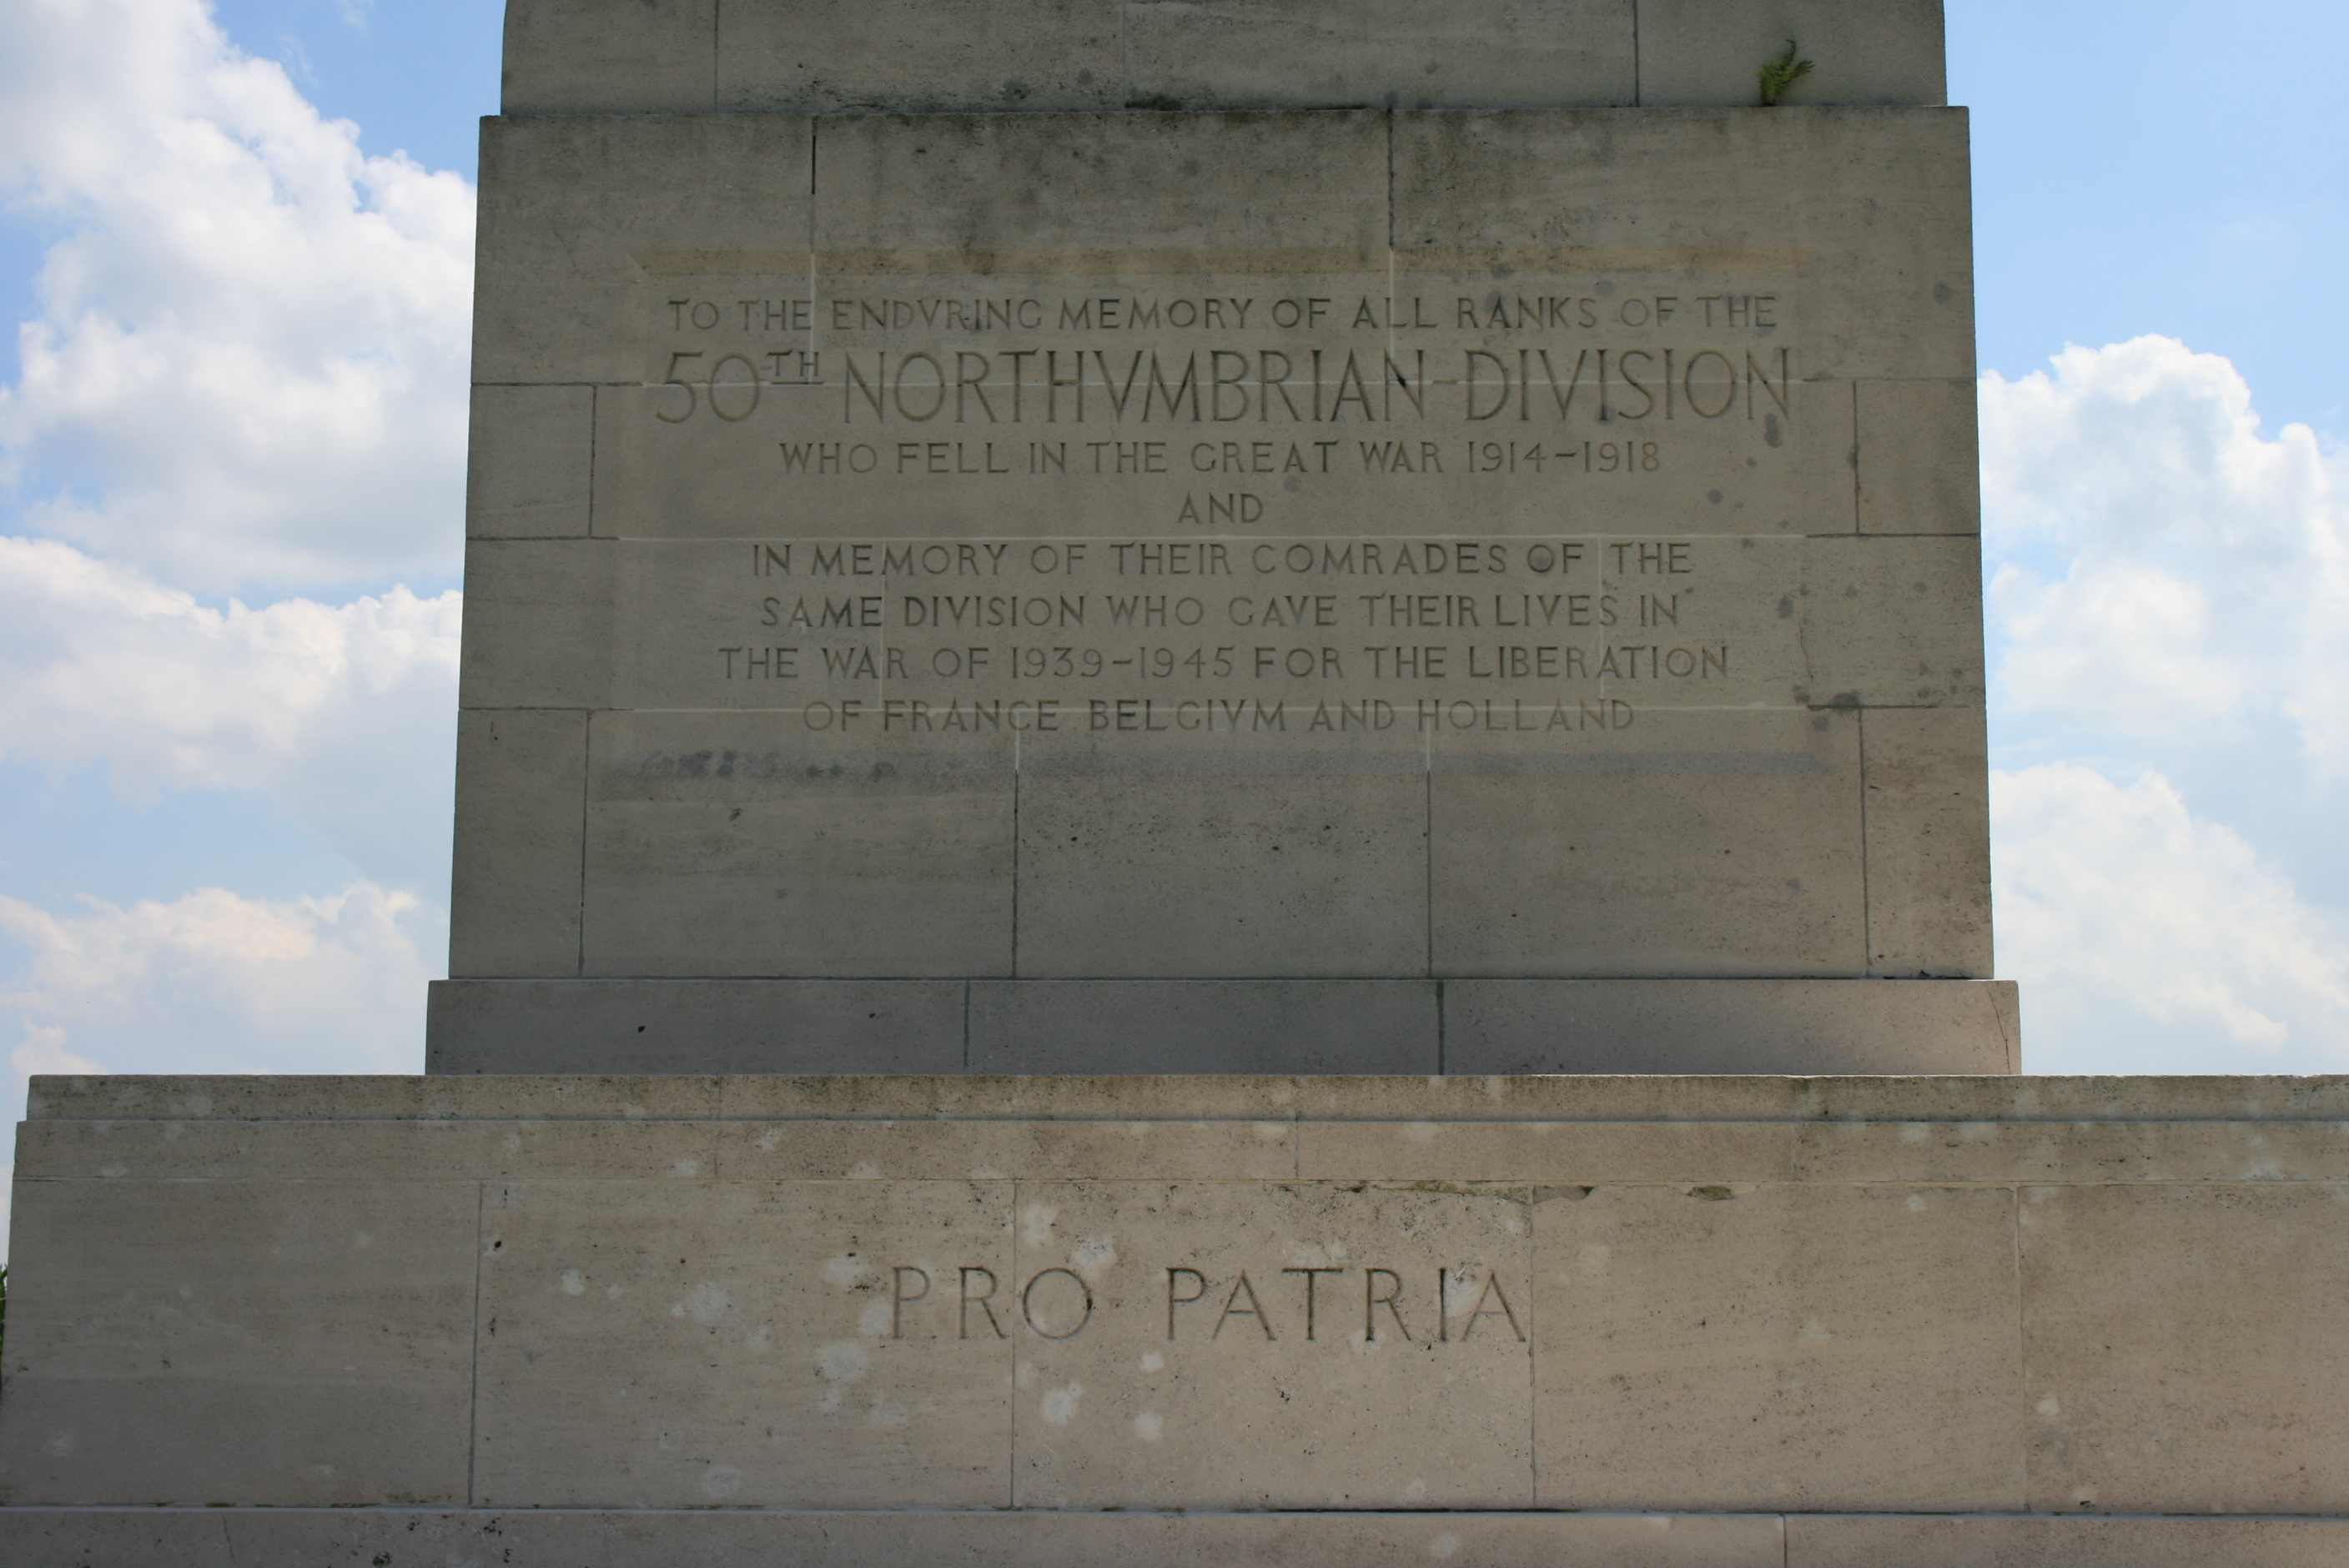 TO THE ENDVRING MEMORY OF ALL RANKS OF THE
50TH NORTHVMBRIAN-DIVISION
WHO FELL IN THE GREAT WAR 1914-1918
AND
IN MEMORY OF THEIR COMRADES OF THE
SAME DIVISION WHO GAVE THEIR LIVES IN
THE WAR OF 1939-1945 FOR THE LIBERATION
OF FRANCE BELGIVM AND HOLLAND
PRO PATRIA